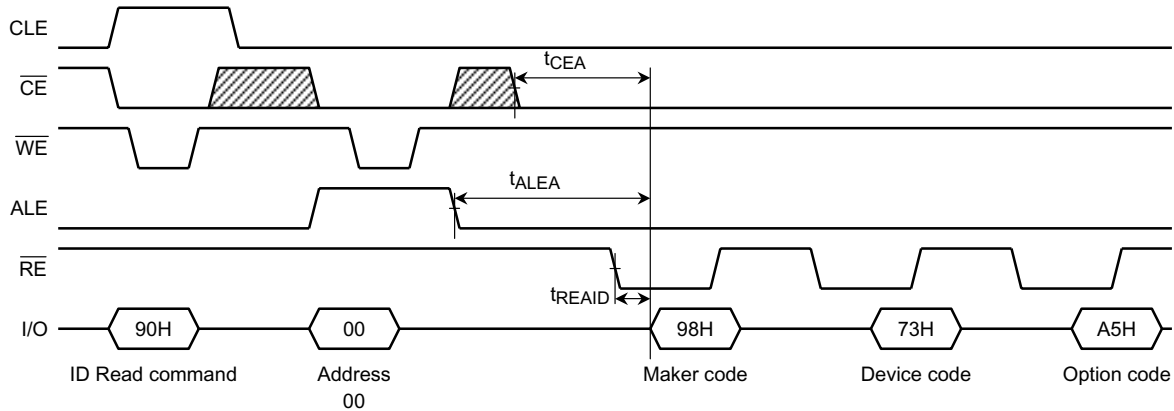 CLE
tCEA
CE
WE
tALEA
ALE
RE
tREAID
I/O 90H 00 98H 73H A5H
ID Read command Address Maker code Device code Option code
00